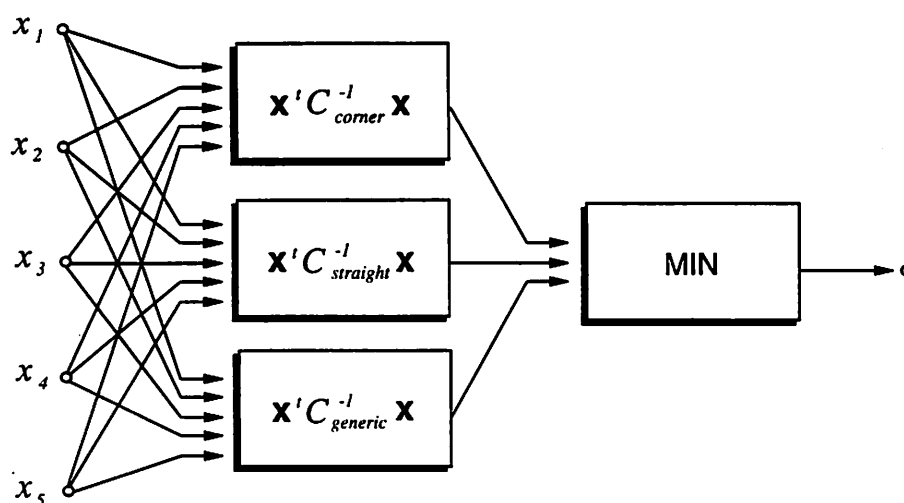 x1
x2
x3
x4
x5
x^t C^-1_corner x
x^t C^-1_straight x
x^t C^-1_generic x
MIN